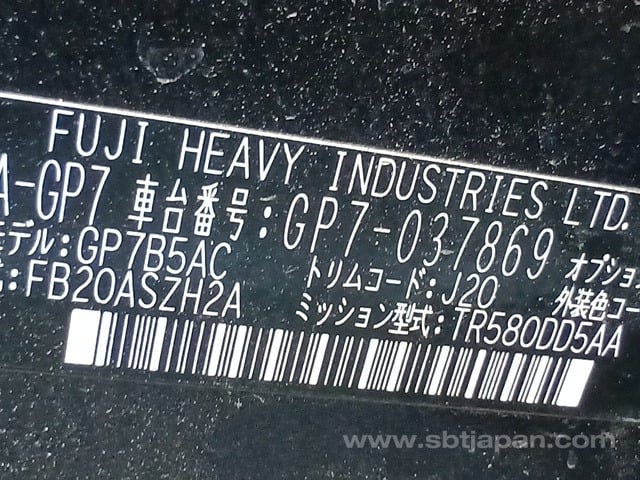 FUJI HEAVY INDUSTRIES LTD.
A-GP7 車台番号:GP7-037869 オプショ
デル:GP7B5AC トリムコード:J20 外装色コー
:FB20ASZH2A ミッション型式:TR580DD5AA
www.sbtjapan.com